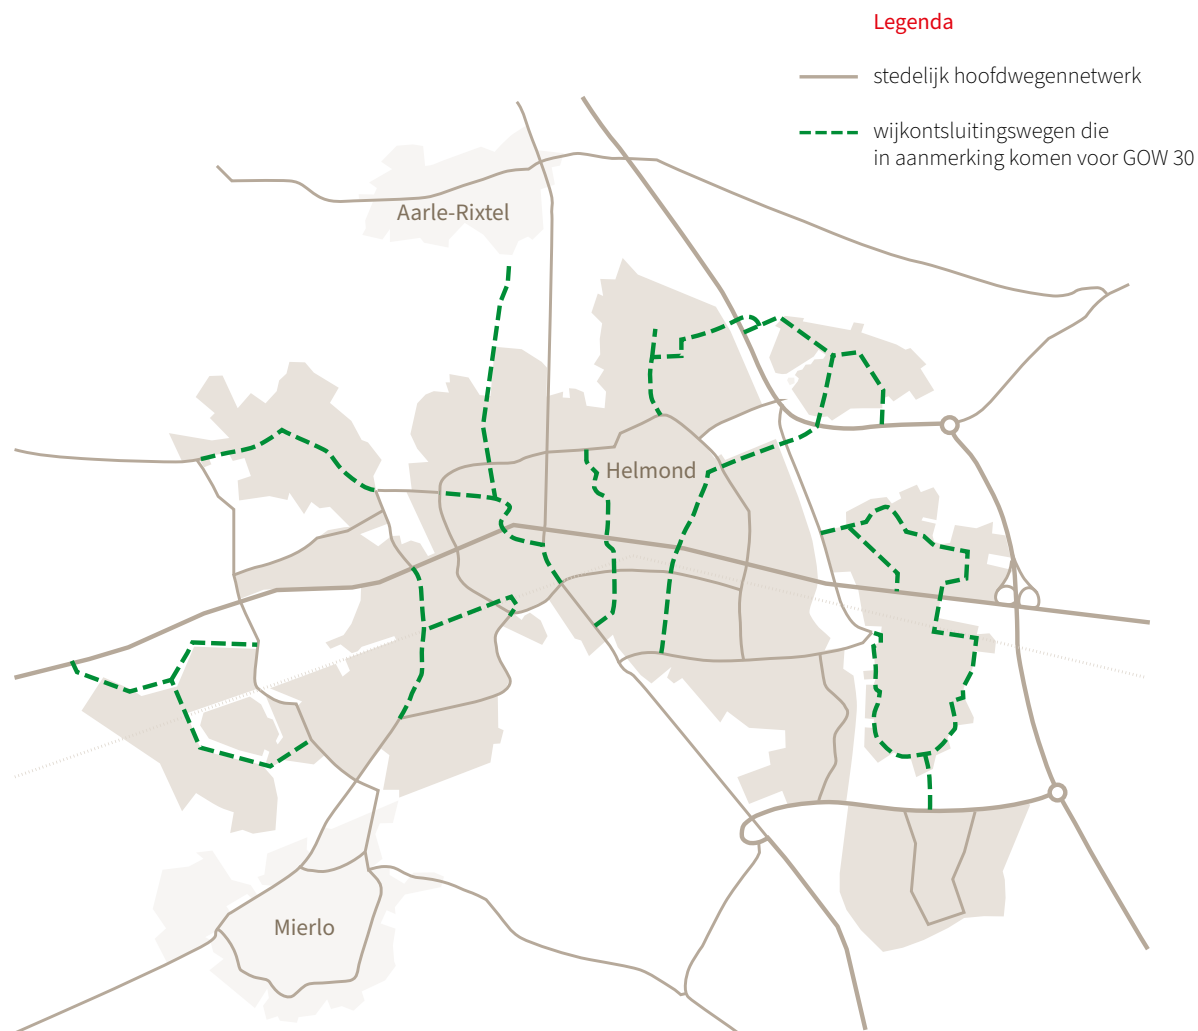 Legenda
stedelijk hoofdwegennetwerk
wijkontsluitingswegen die
in aanmerking komen voor GOW 30
Aarle-Rixtel
Helmond
Mierlo